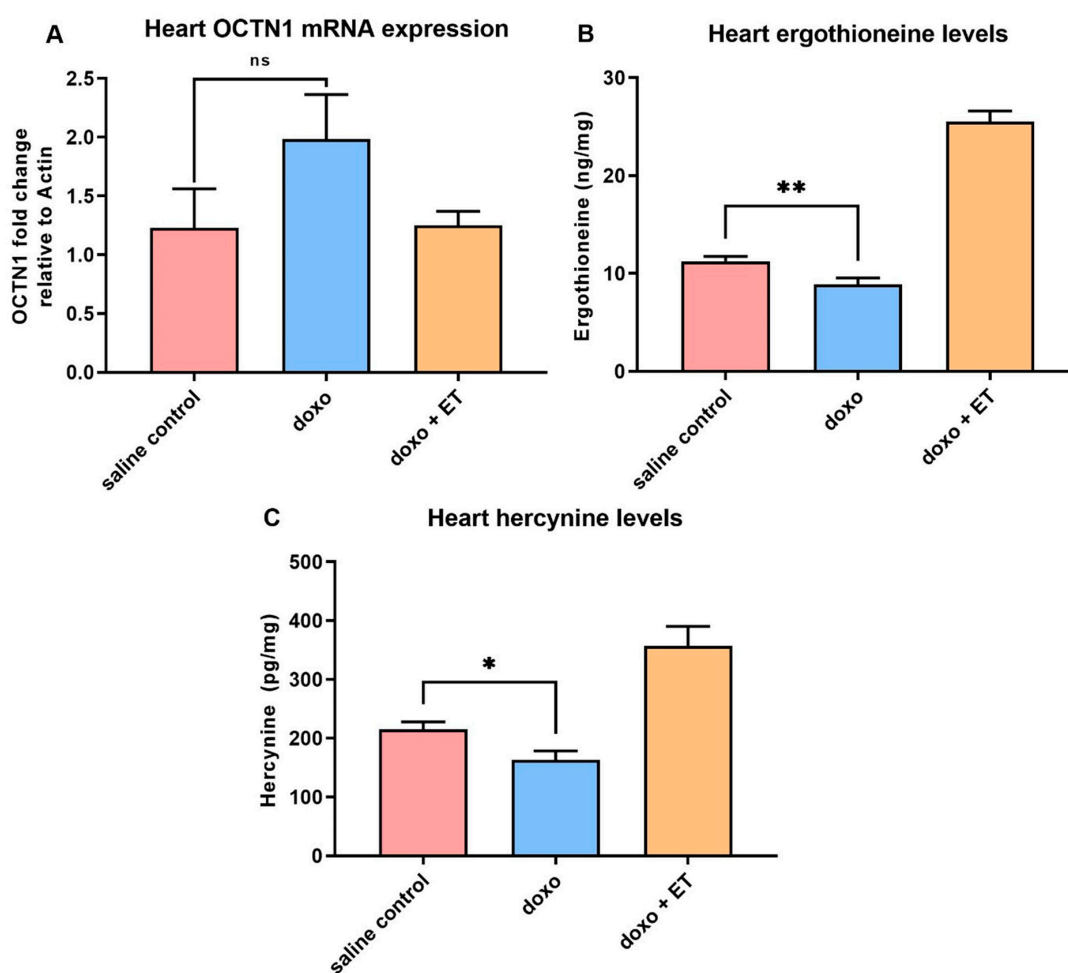 A
Heart OCTN1 mRNA expression
ns
OCTN1 fold change
relative to Actin
2.5
2.0
1.5
1.0
0.5
0.0
saline control
doxo
doxo + ET
B
Heart ergothioneine levels
**
Ergothioneine (ng/mg)
30
20
10
0
saline control
doxo
doxo + ET
C
Heart hercynine levels
*
Hercynine (pg/mg)
500
400
300
200
100
0
saline control
doxo
doxo + ET